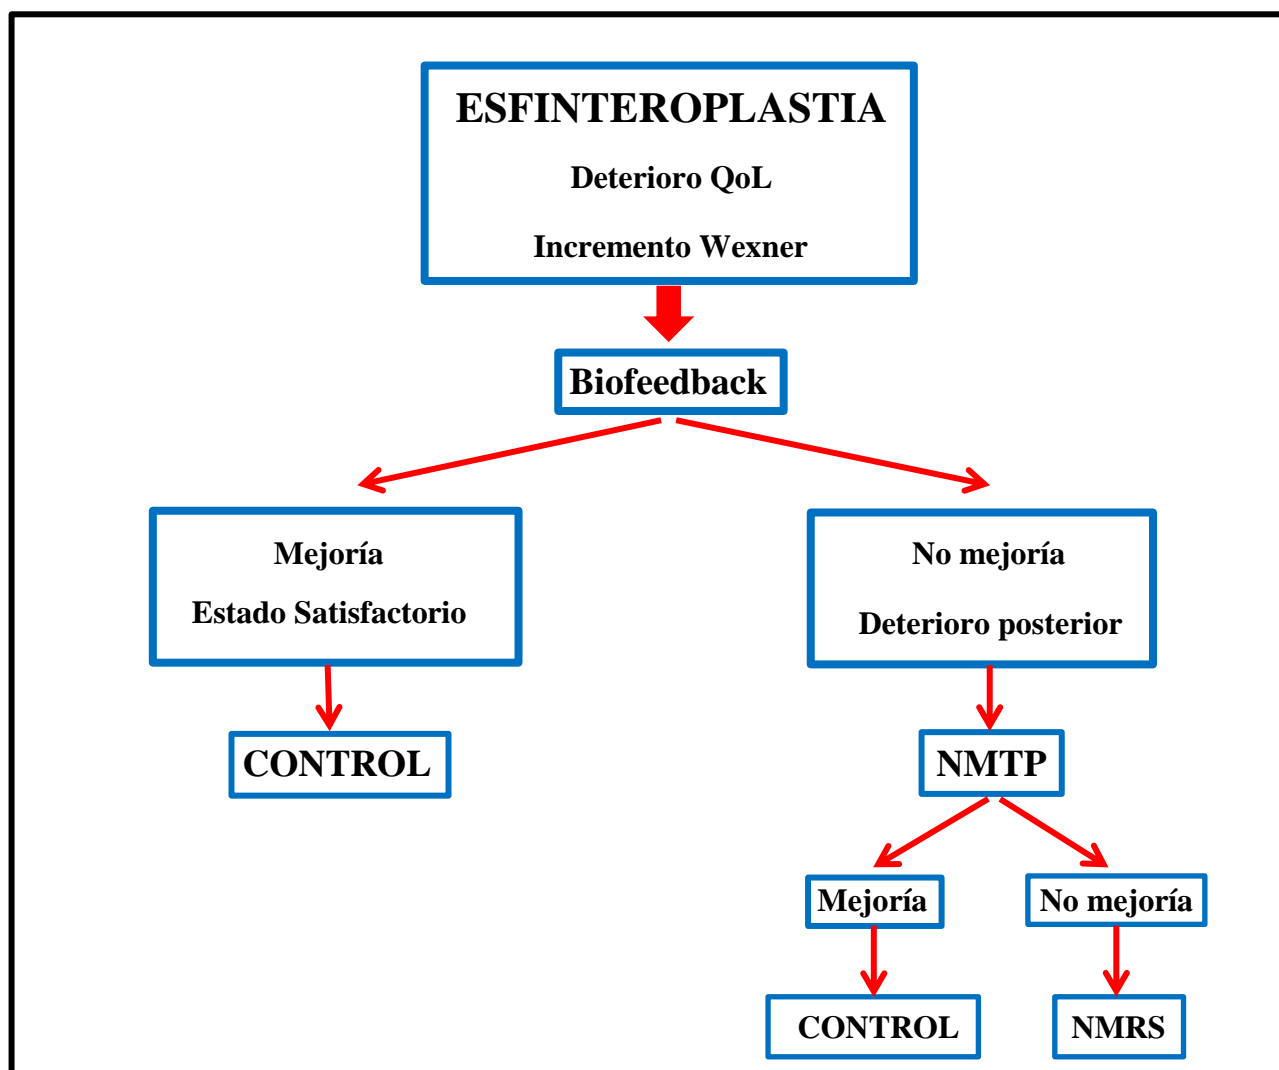 ESFINTEROPLASTIA
Deterioro QoL
Incremento Wexner
Biofeedback
Mejoría
Estado Satisfactorio
No mejoría
Deterioro posterior
CONTROL
NMTP
Mejoría
No mejoría
CONTROL
NMRS